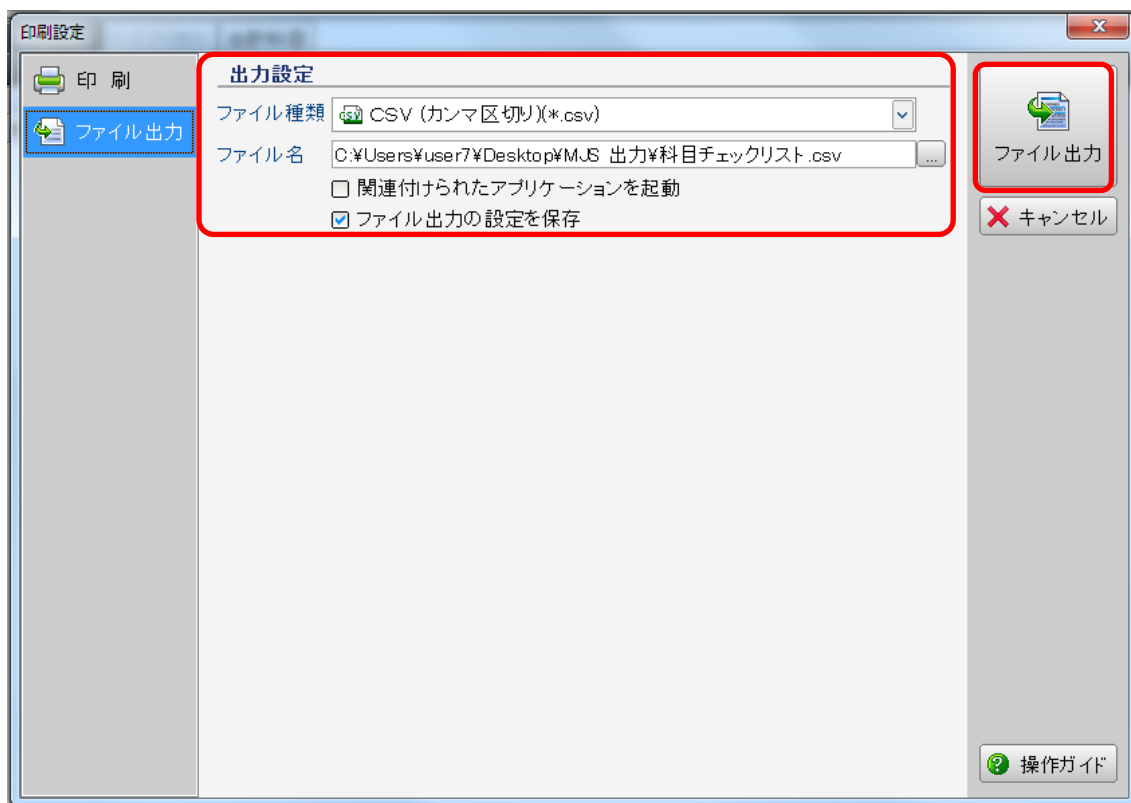 印刷設定
印 刷
ファイル出力
出力設定
ファイル種類 CSV (カンマ区切り)(*.csv)
ファイル名 C:¥Users¥user7¥Desktop¥MJS 出力¥科目チェックリスト.csv ...
関連付けられたアプリケーションを起動
ファイル出力の設定を保存
ファイル出力
キャンセル
操作ガイド